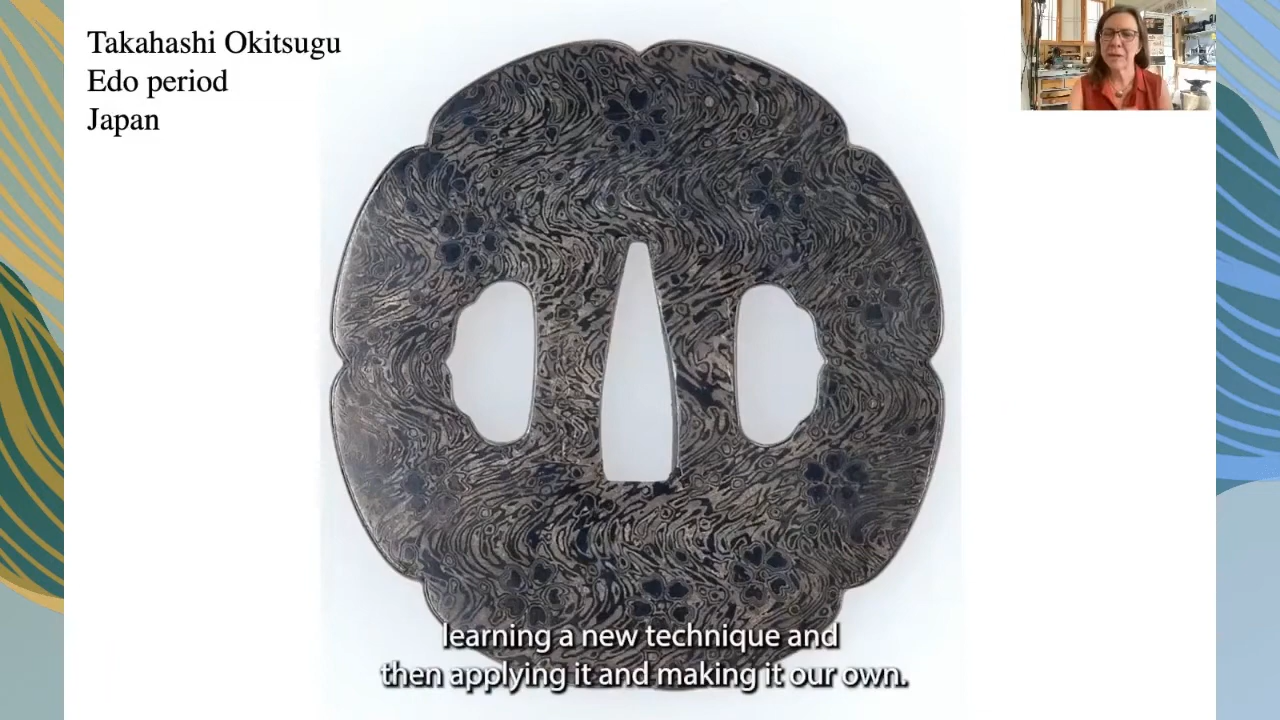 Takahashi Okitsugu
Edo period
Japan
learning a new technique and
then applying it and making it our own.